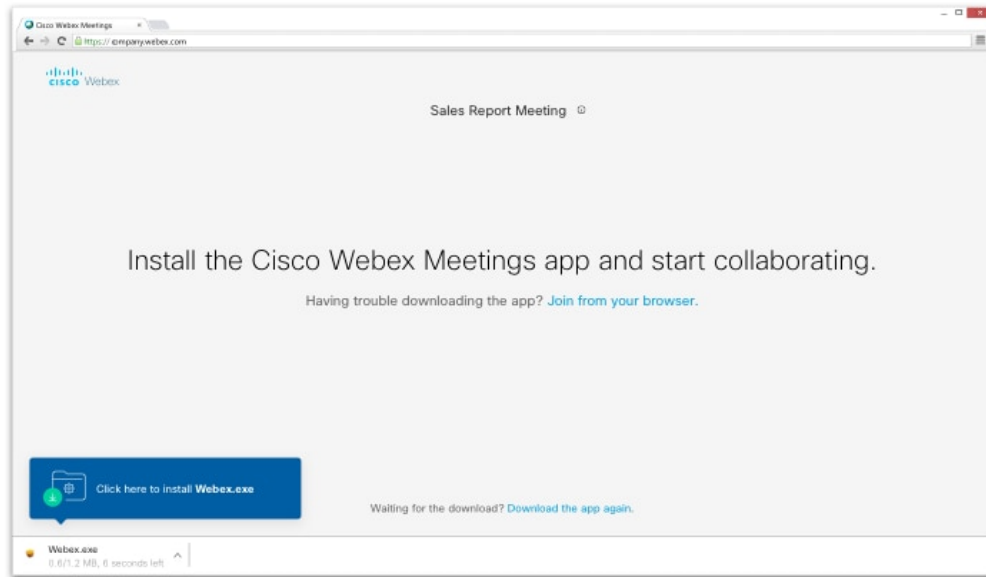 Cisco Webex Meetings
https:// company.webex.com
cisco Webex
Sales Report Meeting
Install the Cisco Webex Meetings app and start collaborating.
Having trouble downloading the app? Join from your browser.
Click here to install Webex.exe
Waiting for the download? Download the app again.
Webex.exe
0.6/1.2 MB, 6 seconds left